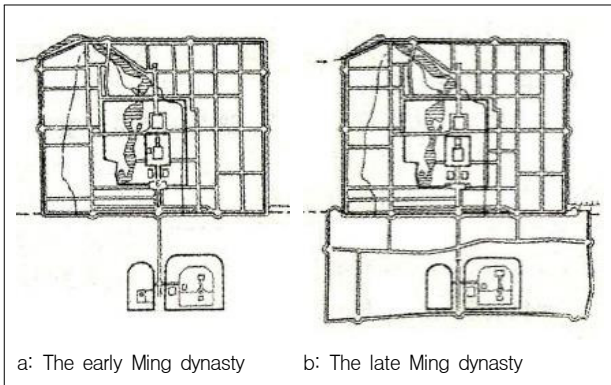 a: The early Ming dynasty
b: The late Ming dynasty